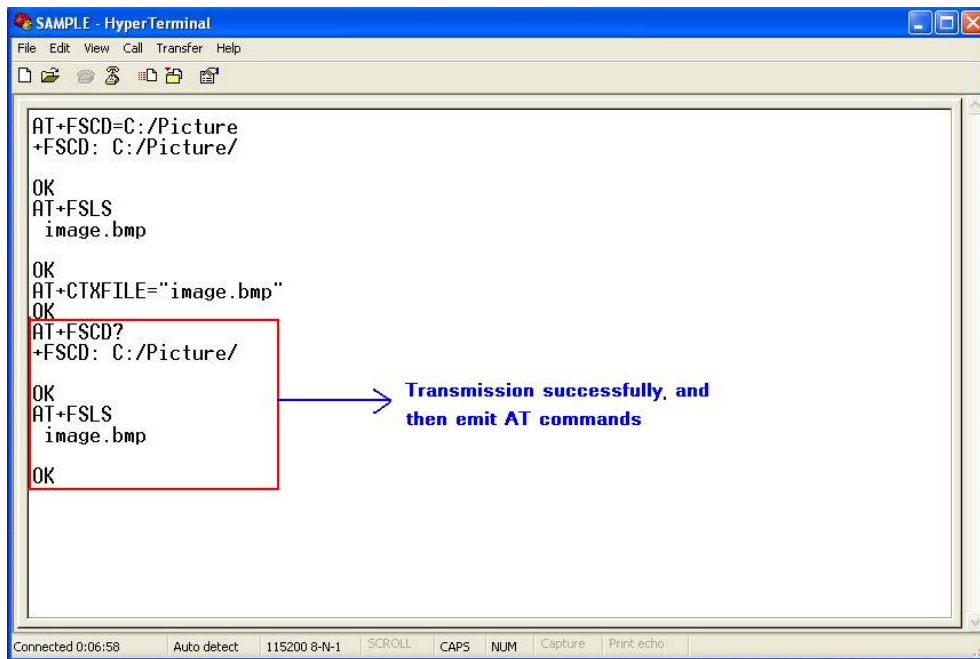 SAMPLE - HyperTerminal
File Edit View Call Transfer Help
AT+FSCD=C:/Picture
+FSCD: C:/Picture/
OK
AT+FSLS
image.bmp
OK
AT+CTXFILE="image.bmp"
OK
AT+FSCD?
+FSCD: C:/Picture/
OK
AT+FSLS
image.bmp
OK
Transmission successfully, and
then emit AT commands
Connected 0:06:58 Auto detect 115200 8-N-1 SCROLL CAPS NUM Capture Print echo